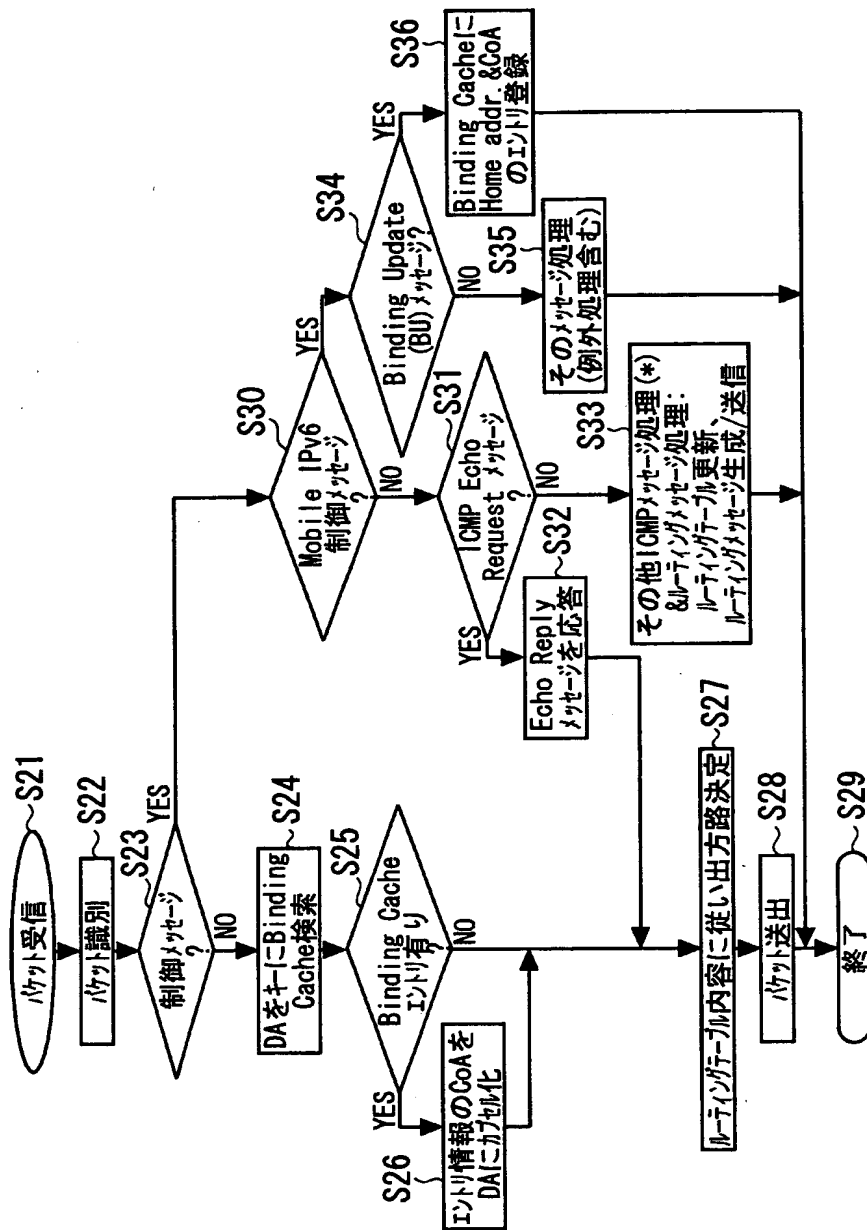 S21
パケット受信
S22
パケット識別
S23
制御メッセージ
?
YES
NO
S24
DAをキーにBinding
Cache検索
S25
Binding Cache
エントリ有り
?
YES
NO
S26
エントリ情報のCoAを
DAにカプセル化
S27
ルーティングテーブル内容に従い出方路決定
S28
パケット送出
S29
終了
S30
Mobile IPv6
制御メッセージ
?
YES
NO
S31
ICMP Echo
Request メッセージ
?
YES
NO
S32
Echo Reply
メッセージを応答
S33
その他ICMPメッセージ処理(*)
&ルーティングメッセージ処理:
ルーティングテーブル更新、
ルーティングメッセージ生成/送信
S34
Binding Update
(BU)メッセージ?
YES
NO
S35
そのメッセージ処理
(例外処理含む)
S36
Binding Cacheに
Home addr.&CoA
のエントリ登録